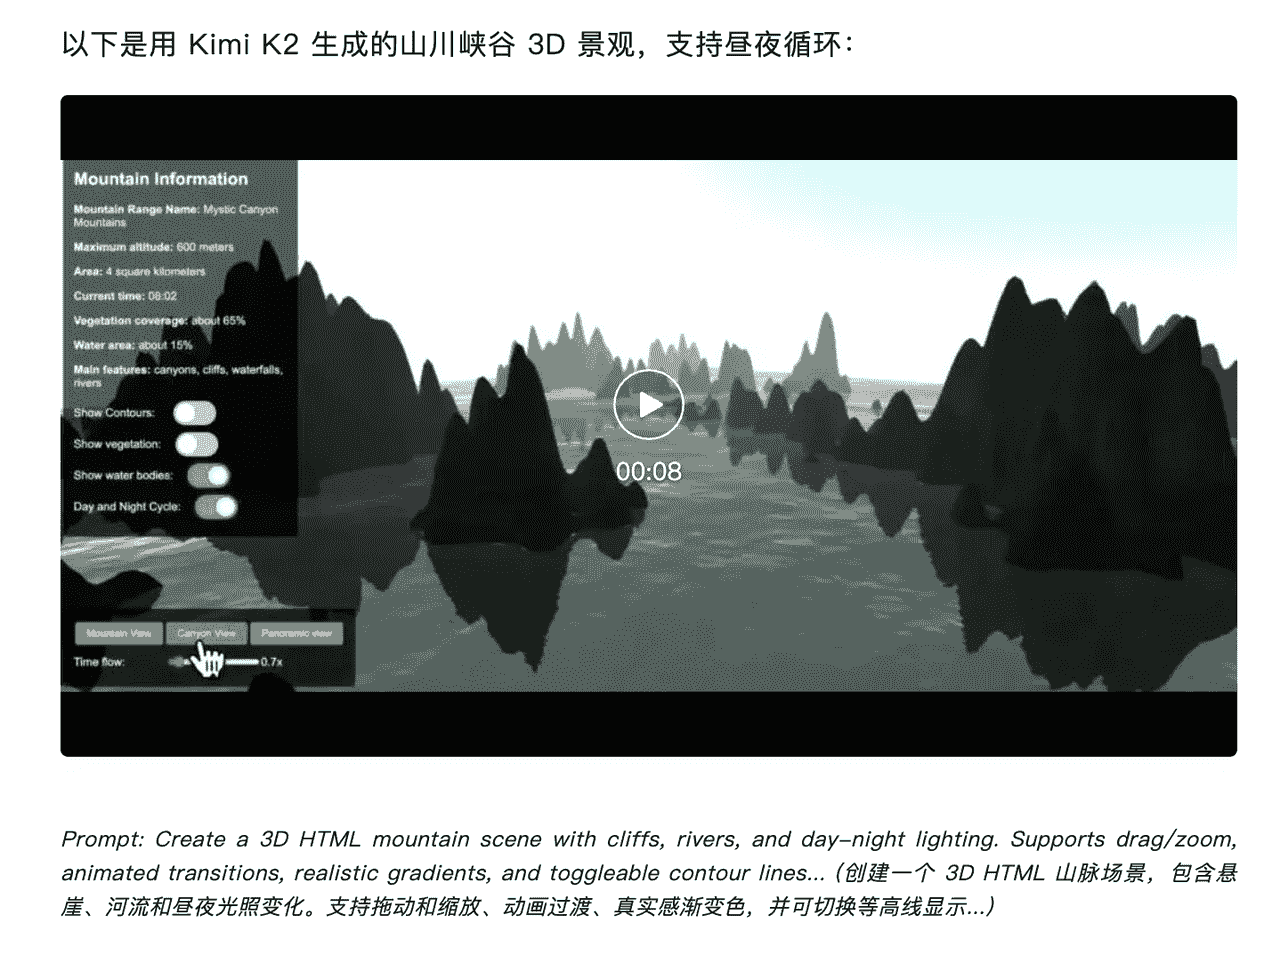 以下是用 Kimi K2 生成的山川峡谷 3D 景观，支持昼夜循环：
Mountain Information
Mountain Range Name: Mystic Canyon
Mountains
Maximum altitude: 600 meters
Area: 4 square kilometers
Current time: 08:02
Vegetation coverage: about 65%
Water area: about 15%
Main features: canyons, cliffs, waterfalls,
rivers
Show Contours:
Show vegetation:
Show water bodies:
Day and Night Cycle:
00:08
Mountain View Canyon View Panoramic view
Time flow: 0.7x
Prompt: Create a 3D HTML mountain scene with cliffs, rivers, and day–night lighting. Supports drag/zoom,
animated transitions, realistic gradients, and toggleable contour lines...（创建一个 3D HTML 山脉场景，包含悬
崖、河流和昼夜光照变化。支持拖动和缩放、动画过渡、真实感渐变色，并可切换等高线显示...）